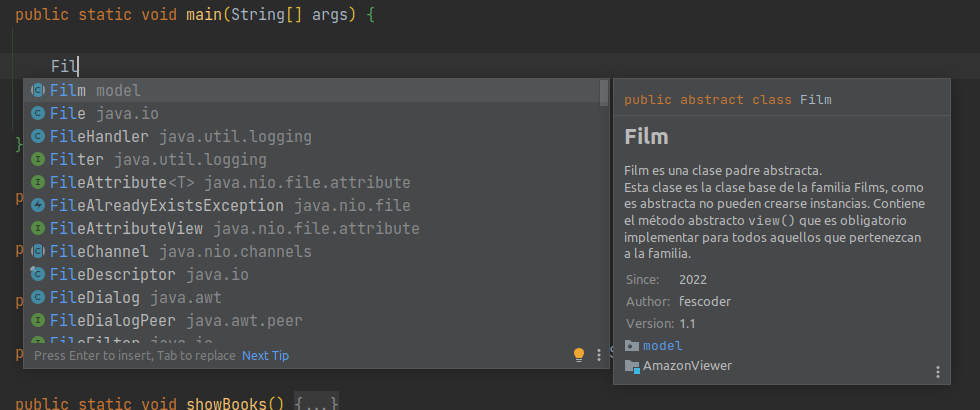 public static void main(String[] args) {
Fil
Film model
File java.io
FileHandler java.util.logging
Filter java.util.logging
FileAttribute<T> java.nio.file.attribute
FileAlreadyExistsException java.nio.file
FileAttributeView java.nio.file.attribute
FileChannel java.nio.channels
FileDescriptor java.io
FileDialog java.awt
FileDialogPeer java.awt.peer
FileFilter java.io
Press Enter to insert, Tab to replace Next Tip
public abstract class Film
Film
Film es una clase padre abstracta.
Esta clase es la clase base de la familia Films, como
es abstracta no pueden crearse instancias. Contiene
el método abstracto view() que es obligatorio
implementar para todos aquellos que pertenezcan
a la familia.
Since: 2022
Author: fescoder
Version: 1.1
model
AmazonViewer
}
public static void showBooks() {...}